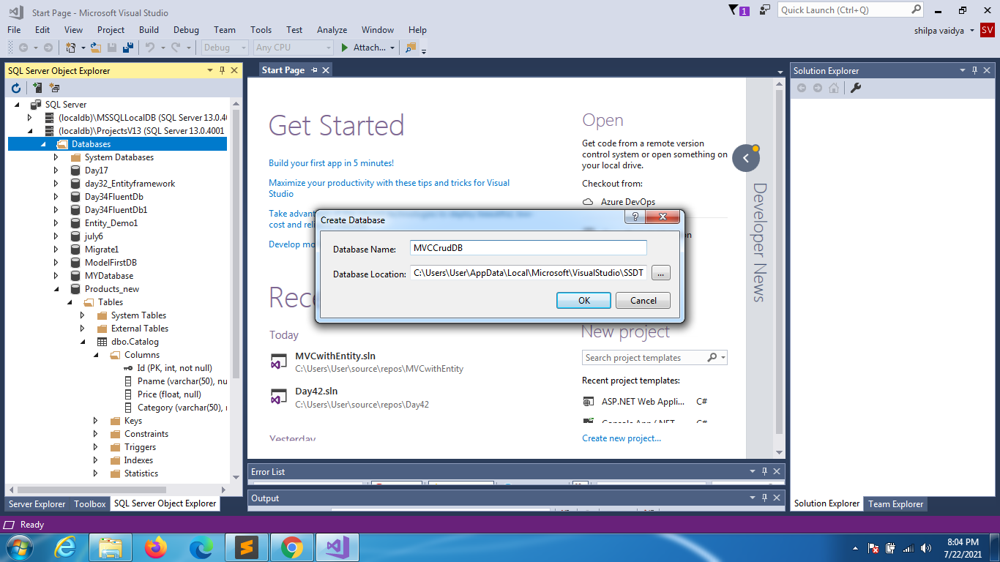 Start Page - Microsoft Visual Studio
1
Quick Launch (Ctrl+Q)
File Edit View Project Build Debug Team Tools Test Analyze Window Help
shilpa vaidya
SV
Debug
Any CPU
Attach...
SQL Server Object Explorer
SQL Server
(localdb)\MSSQLLocalDB (SQL Server 13.0.4
(localdb)\ProjectsV13 (SQL Server 13.0.4001
Databases
System Databases
Day17
day32_Entityframework
Day34FluentDb
Day34FluentDb1
Entity_Demo1
july6
Migrate1
ModelFirstDB
MYDatabase
Products_new
Tables
System Tables
External Tables
dbo.Catalog
Columns
Id (PK, int, not null)
Pname (varchar(50), nu
Price (float, null)
Category (varchar(50),
Keys
Constraints
Triggers
Indexes
Statistics
Server Explorer
Toolbox
SQL Server Object Explorer
Start Page
Get Started
Build your first app in 5 minutes!
Maximize your productivity with these tips and tricks for Visual
Studio
Take advant
cost and reli
Develop mo
Rece
Today
MVCwithEntity.sln
C:\Users\User\source\repos\MVCwithEntity
Day42.sln
C:\Users\User\source\repos\Day42
Yesterday
Open
Get code from a remote version
control system or open something on
your local drive.
Checkout from:
Azure DevOps
on
New project
Search project templates
Recent project templates:
ASP.NET Web Appli... C#
Console App (.NET C#
Create new project...
Developer News
Create Database
?
Database Name: MVCCrudDB
Database Location: C:\Users\User\AppData\Local\Microsoft\VisualStudio\SSDT
...
OK
Cancel
Error List
Output
Solution Explorer
Solution Explorer
Team Explorer
Ready
8:04 PM
7/22/2021